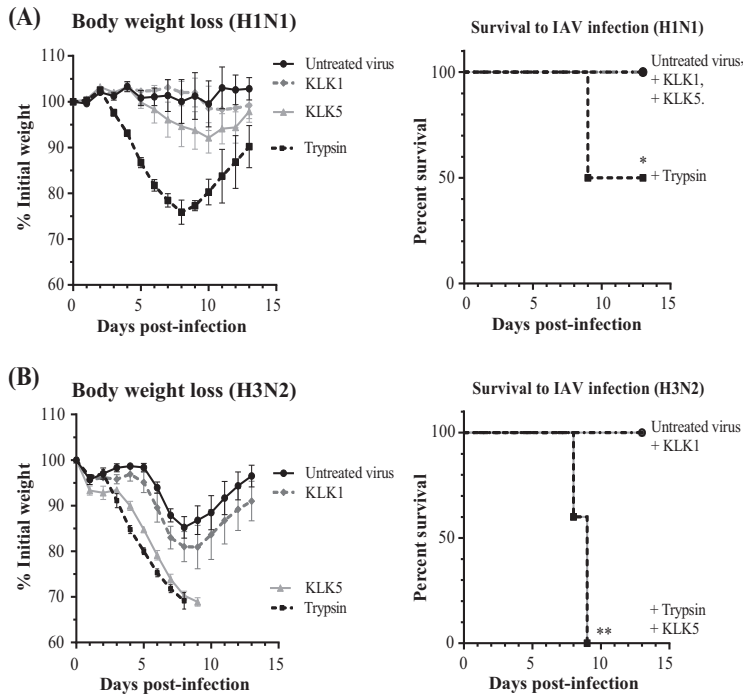 (A)
Body weight loss (H1N1)
% Initial weight
110
100
90
80
70
60
0 5 10 15
Days post-infection
Untreated virus
KLK1
KLK5
Trypsin
Survival to IAV infection (H1N1)
Percent survival
100
50
0
0 5 10 15
Days post-infection
Untreated virus,
+ KLK1,
+ KLK5.
*
+ Trypsin
(B)
Body weight loss (H3N2)
% Initial weight
110
100
90
80
70
60
0 5 10 15
Days post-infection
Untreated virus
KLK1
KLK5
Trypsin
Survival to IAV infection (H3N2)
Percent survival
100
50
0
0 5 10 15
Days post-infection
Untreated virus
+ KLK1
+ Trypsin
**
+ KLK5